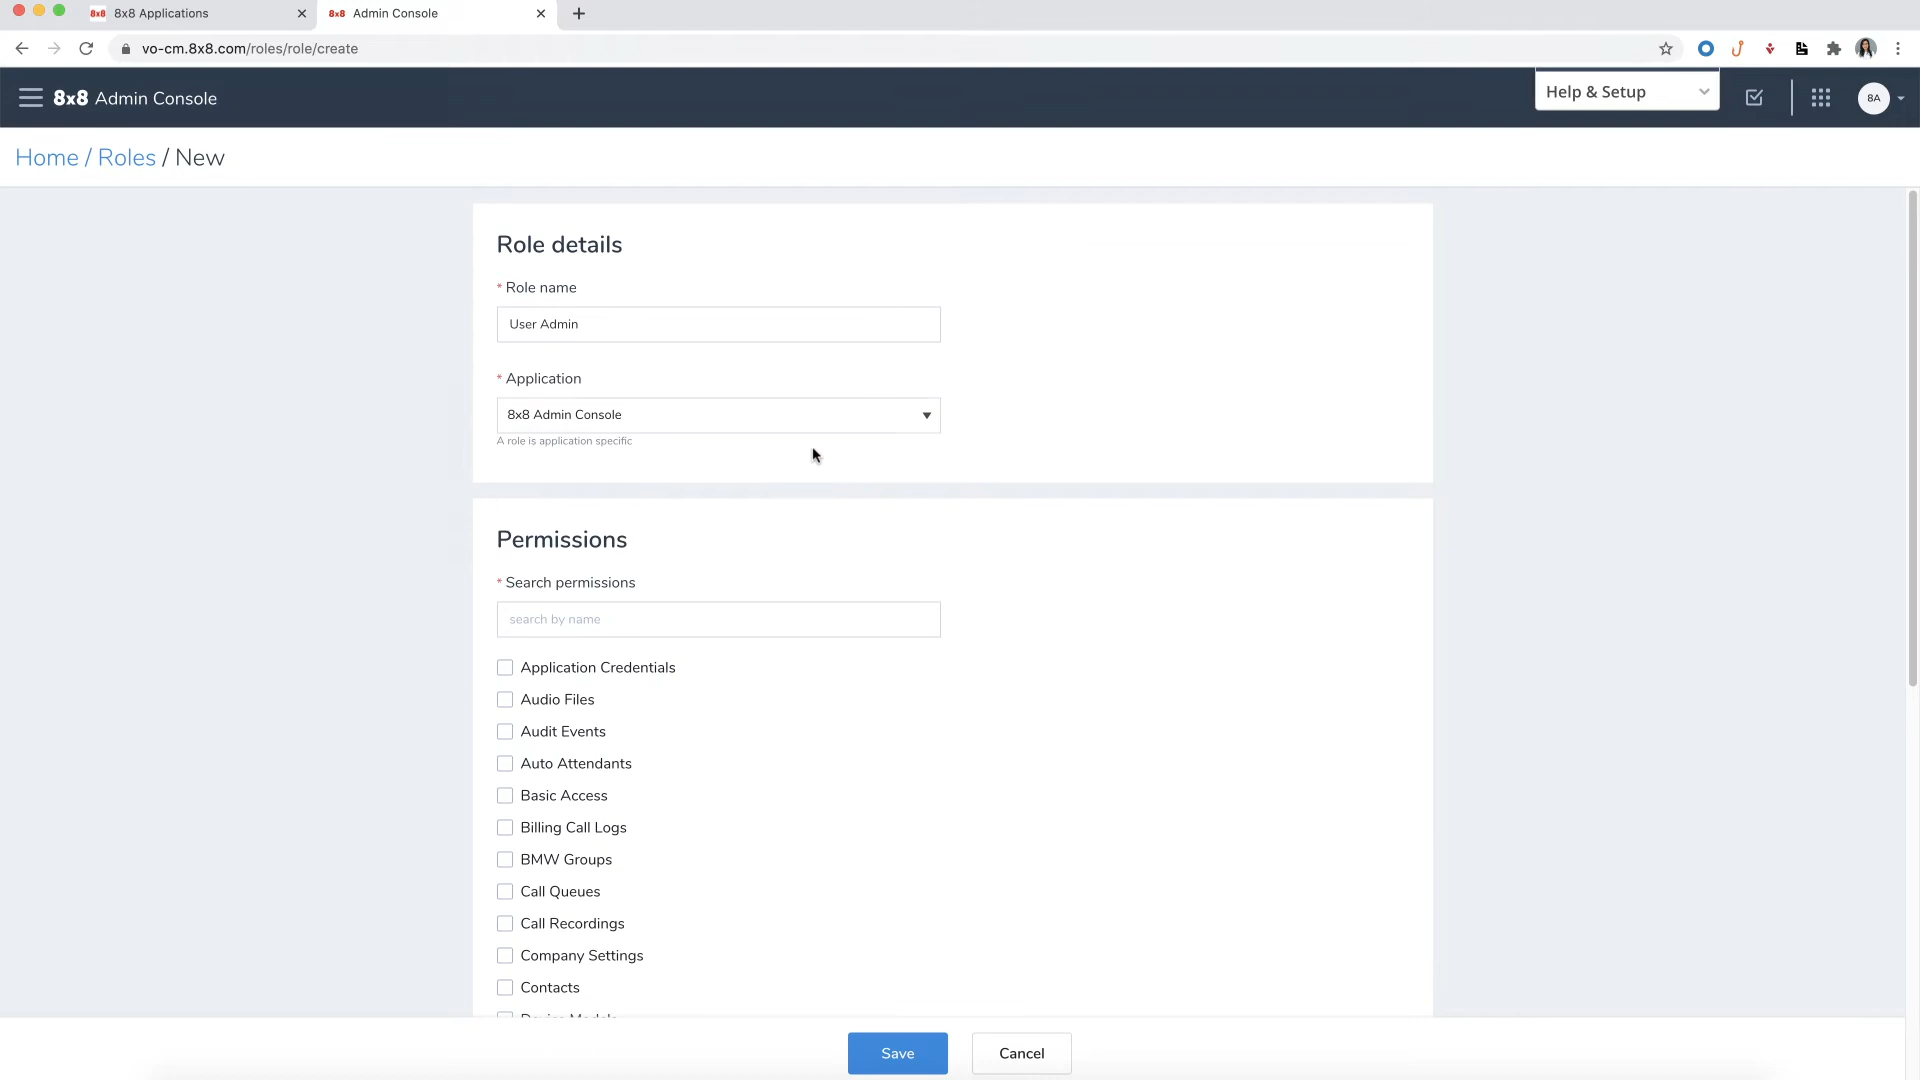 8x8 8x8 Applications
8x8 Admin Console
vo-cm.8x8.com/roles/role/create
8x8 Admin Console
Help & Setup
8A
Home / Roles / New
Role details
* Role name
User Admin
* Application
8x8 Admin Console
A role is application specific
Permissions
* Search permissions
search by name
Application Credentials
Audio Files
Audit Events
Auto Attendants
Basic Access
Billing Call Logs
BMW Groups
Call Queues
Call Recordings
Company Settings
Contacts
Save
Cancel